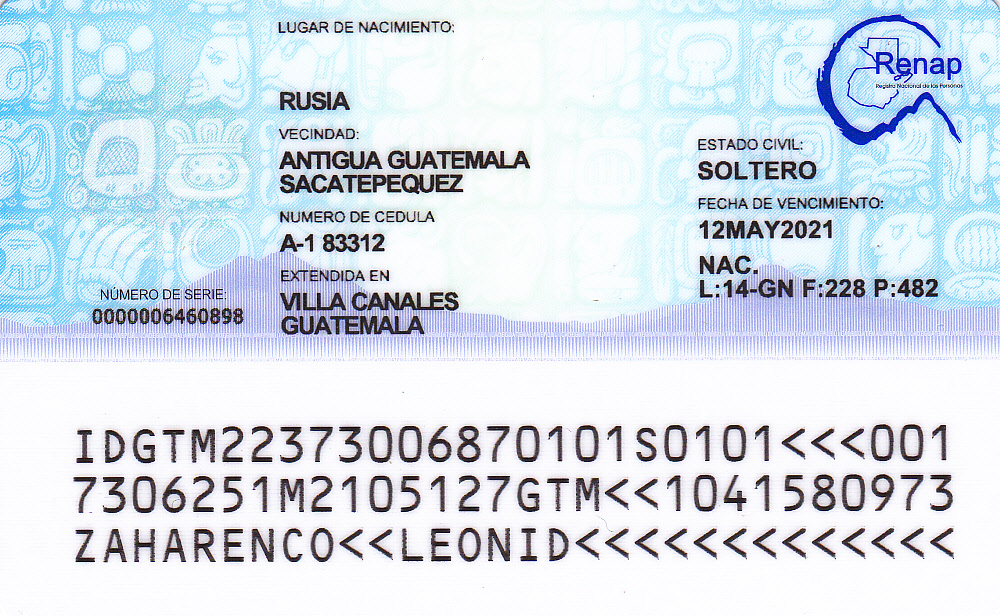 LUGAR DE NACIMIENTO:
RUSIA
VECINDAD:
ANTIGUA GUATEMALA
SACATEPEQUEZ
NUMERO DE CEDULA
A-1 83312
EXTENDIDA EN
VILLA CANALES
GUATEMALA
NÚMERO DE SERIE:
0000006460898
Renap
Registro Nacional de las Personas
ESTADO CIVIL:
SOLTERO
FECHA DE VENCIMIENTO:
12MAY2021
NAC.
L:14-GN F:228 P:482
IDGTM22373006870101S0101<<<001
7306251M2105127GTM<<1041580973
ZAHARENCO<<LEONID<<<<<<<<<<<<<